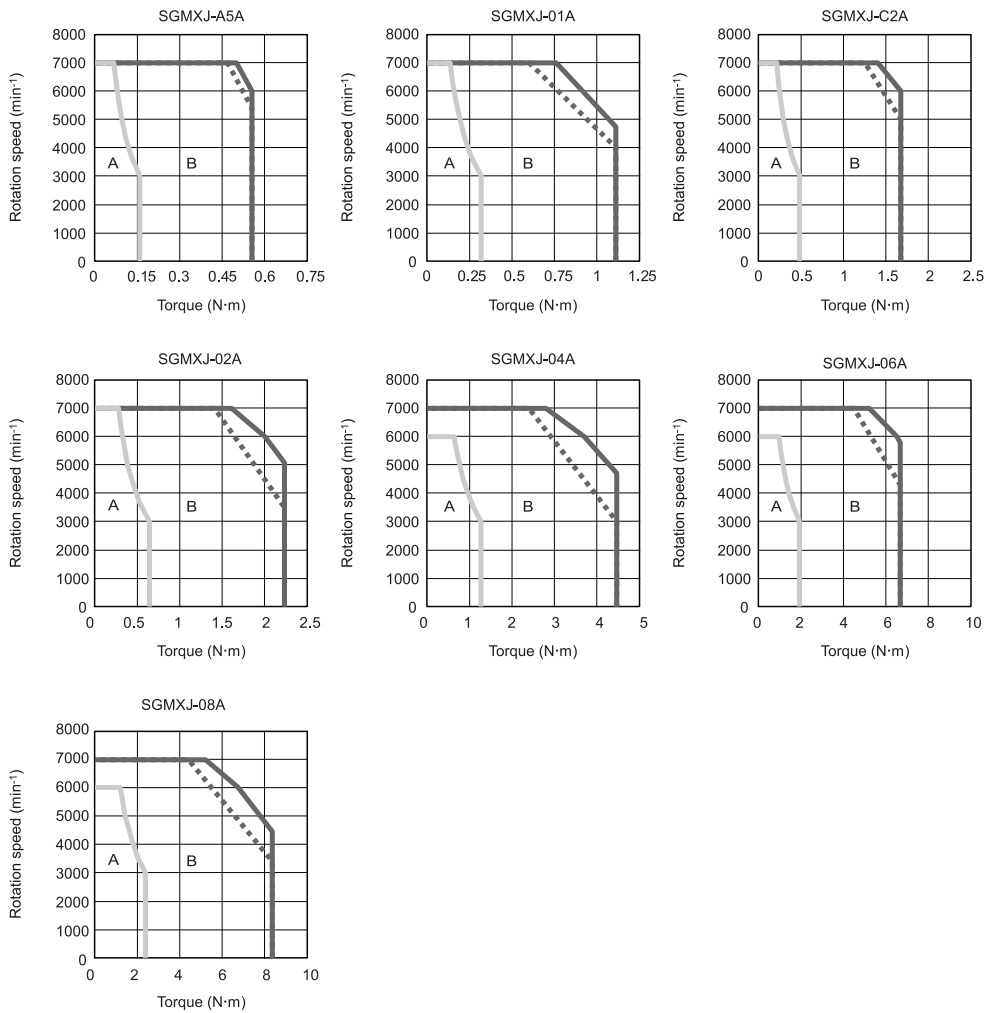 SGMXJ-A5A
8000
7000
6000
5000
4000
3000
2000
1000
0
Rotation speed (min-1)
A
B
0 0.15 0.3 0.45 0.6 0.75
Torque (N·m)
SGMXJ-01A
8000
7000
6000
5000
4000
3000
2000
1000
0
Rotation speed (min-1)
A
B
0 0.25 0.5 0.75 1 1.25
Torque (N·m)
SGMXJ-C2A
8000
7000
6000
5000
4000
3000
2000
1000
0
Rotation speed (min-1)
A
B
0 0.5 1 1.5 2 2.5
Torque (N·m)
SGMXJ-02A
8000
7000
6000
5000
4000
3000
2000
1000
0
Rotation speed (min-1)
A
B
0 0.5 1 1.5 2 2.5
Torque (N·m)
SGMXJ-04A
8000
7000
6000
5000
4000
3000
2000
1000
0
Rotation speed (min-1)
A
B
0 1 2 3 4 5
Torque (N·m)
SGMXJ-06A
8000
7000
6000
5000
4000
3000
2000
1000
0
Rotation speed (min-1)
A
B
0 2 4 6 8 10
Torque (N·m)
SGMXJ-08A
8000
7000
6000
5000
4000
3000
2000
1000
0
Rotation speed (min-1)
A
B
0 2 4 6 8 10
Torque (N·m)